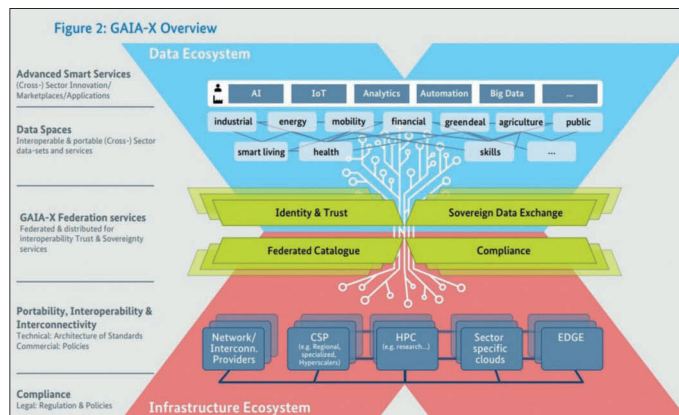 Figure 2: GAIA-X Overview
Data Ecosystem
Advanced Smart Services
(Cross-) Sector Innovation/
Marketplaces/Applications
AI
IoT
Analytics
Automation
Big Data
...
Data Spaces
Interoperable & portable (Cross-) Sector
data-sets and services
industrial
energy
mobility
financial
greendeal
agriculture
public
smart living
health
skills
...
GAIA-X Federation services
Federated & distributed for
interoperability Trust & Sovereignty
services
Identity & Trust
Sovereign Data Exchange
Federated Catalogue
Compliance
Portability, Interoperability &
Interconnectivity
Technical: Architecture of Standards
Commercial: Policies
Network/
Interconn.
Providers
CSP
(e.g. Regional,
specialized,
Hyperscalers)
HPC
(e.g. research...)
Sector
specific
clouds
EDGE
Compliance
Legal: Regulation & Policies
Infrastructure Ecosystem